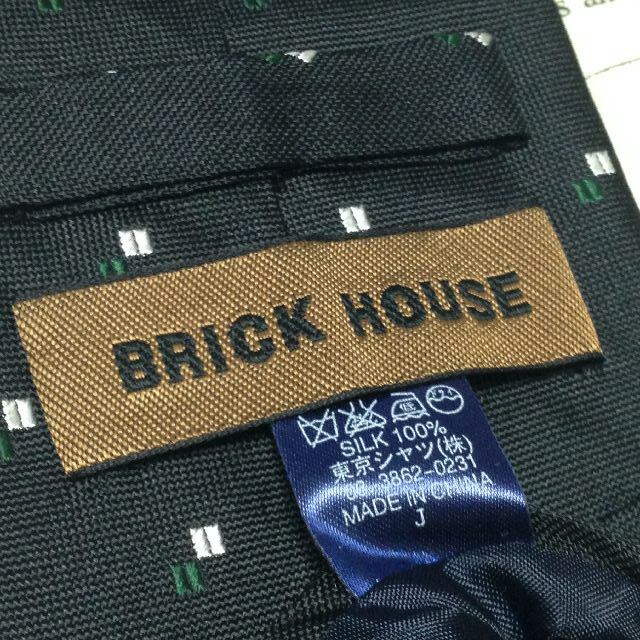 BRICK HOUSE
SILK 100%
東京シャツ(株)
3862-0231
MADE IN CHINA
J